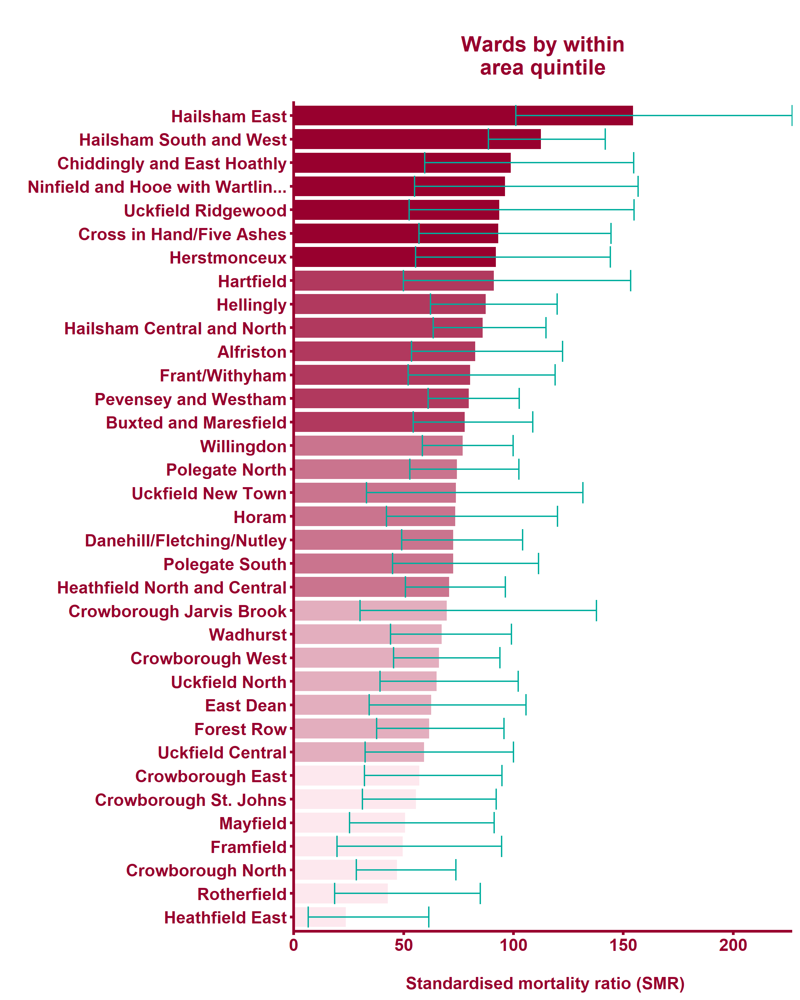 Wards by within
area quintile
Hailsham East
Hailsham South and West
Chiddingly and East Hoathly
Ninfield and Hooe with Wartlin...
Uckfield Ridgewood
Cross in Hand/Five Ashes
Herstmonceux
Hartfield
Hellingly
Hailsham Central and North
Alfriston
Frant/Withyham
Pevensey and Westham
Buxted and Maresfield
Willingdon
Polegate North
Uckfield New Town
Horam
Danehill/Fletching/Nutley
Polegate South
Heathfield North and Central
Crowborough Jarvis Brook
Wadhurst
Crowborough West
Uckfield North
East Dean
Forest Row
Uckfield Central
Crowborough East
Crowborough St. Johns
Mayfield
Framfield
Crowborough North
Rotherfield
Heathfield East
0 50 100 150 200
Standardised mortality ratio (SMR)